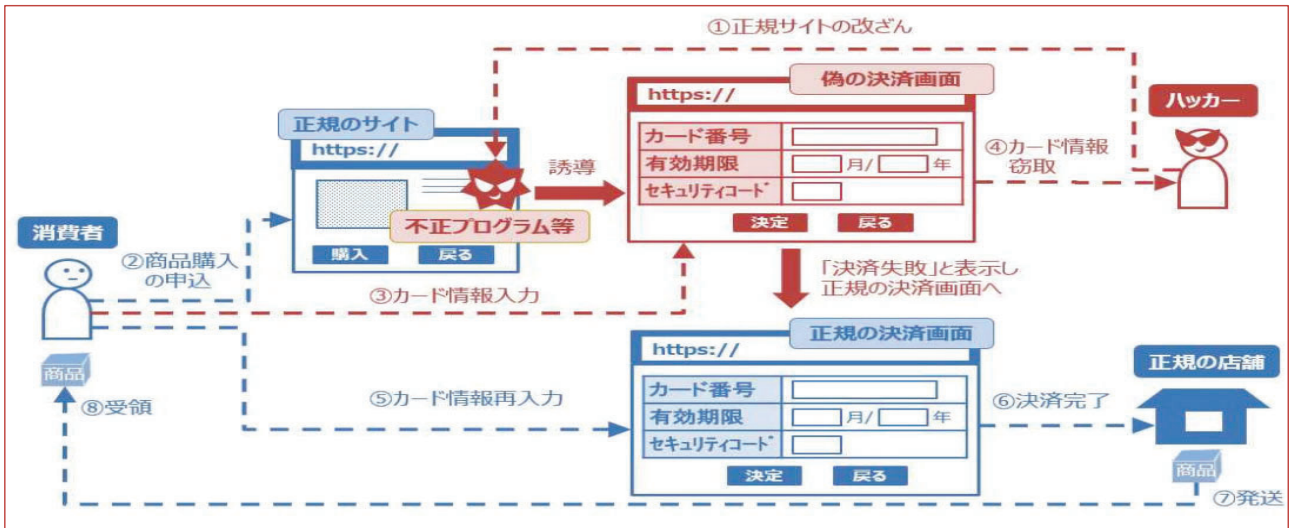 ①正規サイトの改ざん
偽の決済画面
https://
ハッカー
正規のサイト
https://
カード番号
有効期限 月/ 年
セキュリティコード
決定 戻る
④カード情報
窃取
誘導
不正プログラム等
購入 戻る
消費者
②商品購入
の申込
③カード情報入力
「決済失敗」と表示し
正規の決済画面へ
正規の決済画面
https://
カード番号
有効期限 月/ 年
セキュリティコード
決定 戻る
正規の店舗
商品
⑧受領
⑤カード情報再入力
⑥決済完了
商品
⑦発送